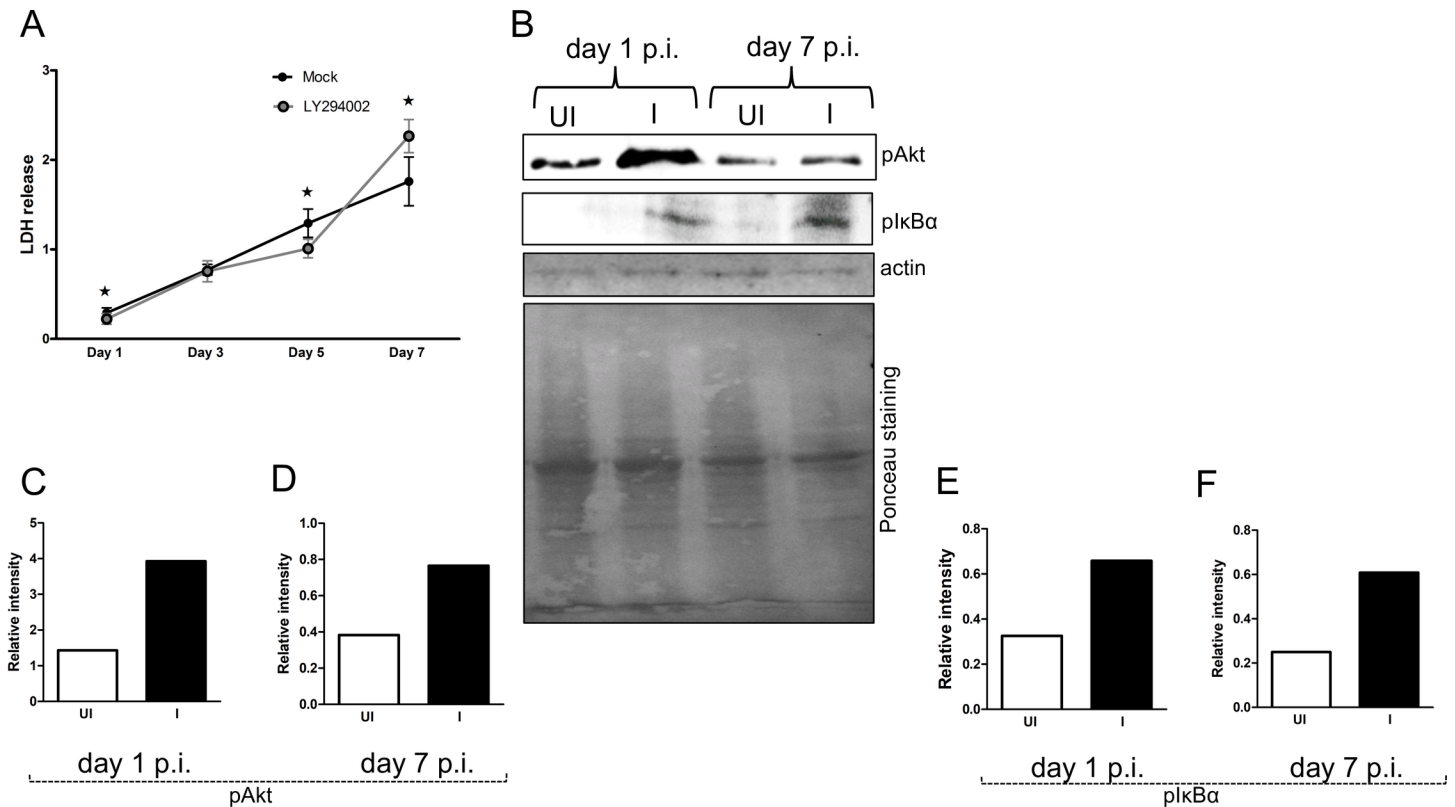 A
3
2
1
0
LDH release
Mock
LY294002
★
★
★
Day 1
Day 3
Day 5
Day 7
B
day 1 p.i.
day 7 p.i.
UI
I
UI
I
pAkt
pIκBα
actin
Ponceau staining
C
5
4
3
2
1
0
Relative intensity
UI
I
day 1 p.i.
D
1.0
0.8
0.6
0.4
0.2
0.0
Relative intensity
UI
I
day 7 p.i.
pAkt
E
0.8
0.6
0.4
0.2
0.0
Relative intensity
UI
I
day 1 p.i.
F
0.8
0.6
0.4
0.2
0.0
Relative intensity
UI
I
day 7 p.i.
pIκBα